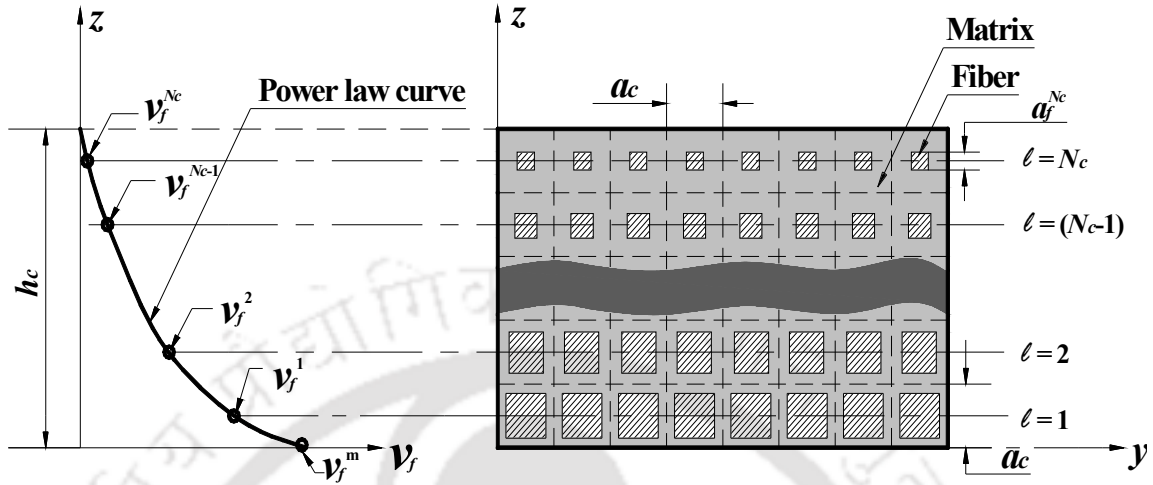 z
z
Matrix
Fiber
Power law curve
a_c
a_f^{Nc}
v_f^{Nc}
ℓ = N_c
v_f^{Nc-1}
ℓ = (N_c-1)
h_c
v_f^2
ℓ = 2
v_f^1
ℓ = 1
v_f^m
v_f
a_c
y